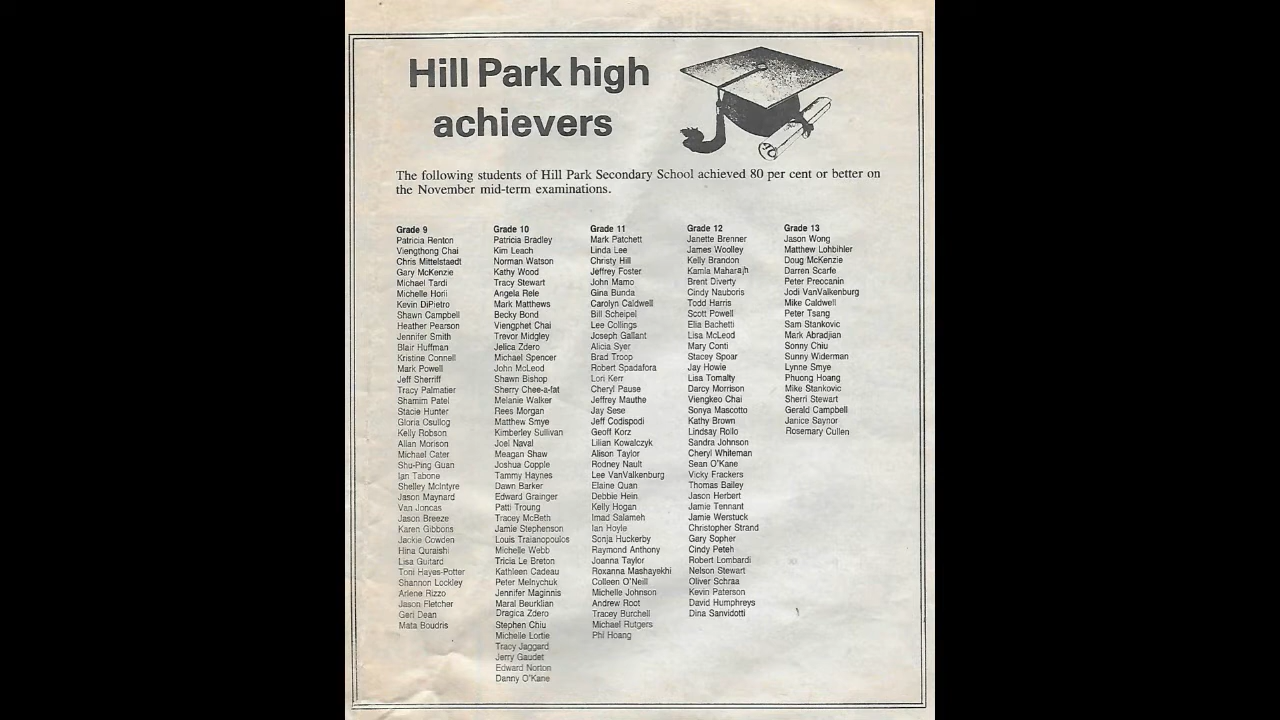 Hill Park high
achievers
The following students of Hill Park Secondary School achieved 80 per cent or better on
the November mid-term examinations.
Grade 9
Patricia Renton
Viengthong Chai
Chris Mittelstaedt
Gary McKenzie
Michael Tardi
Michelle Horii
Kevin DiPietro
Shawn Campbell
Heather Pearson
Jennifer Smith
Blair Huffman
Kristine Connell
Mark Powell
Jeff Sherriff
Tracy Palmatier
Shamim Patel
Stacie Hunter
Gloria Csullog
Kelly Robson
Allan Morison
Michael Cater
Shu-Ping Guan
Ian Tabone
Shelley McIntyre
Jason Maynard
Van Joncas
Jason Breeze
Karen Gibbons
Jackie Cowden
Hina Quraishi
Lisa Guitard
Toni Hayes-Potter
Shannon Lockley
Arlene Rizzo
Jason Fletcher
Geri Dean
Mata Boudris
Grade 10
Patricia Bradley
Kim Leach
Norman Watson
Kathy Wood
Tracy Stewart
Angela Rele
Mark Matthews
Becky Bond
Viengphet Chai
Trevor Midgley
Jelica Zdero
Michael Spencer
John McLeod
Shawn Bishop
Sherry Chee-a-fat
Melanie Walker
Rees Morgan
Matthew Smye
Kimberley Sullivan
Joel Naval
Meagan Shaw
Joshua Copple
Tammy Haynes
Dawn Barker
Edward Grainger
Patti Troung
Tracey McBeth
Jamie Stephenson
Louis Traianopoulos
Michelle Webb
Tricia Le Breton
Kathleen Cadeau
Peter Melnychuk
Jennifer Maginnis
Maral Beurklian
Dragica Zdero
Stephen Chiu
Michelle Lortie
Tracy Jaggard
Jerry Gaudet
Edward Norton
Danny O'Kane
Grade 11
Mark Patchett
Linda Lee
Christy Hill
Jeffrey Foster
John Mamo
Gina Bunda
Carolyn Caldwell
Bill Scheipel
Lee Collings
Joseph Gallant
Alicia Syer
Brad Troop
Robert Spadafora
Lori Kerr
Cheryl Pause
Jeffrey Mauthe
Jay Sese
Jeff Codispodi
Geoff Korz
Lilian Kowalczyk
Alison Taylor
Rodney Nault
Lee VanValkenburg
Elaine Quan
Debbie Hein
Kelly Hogan
Imad Salameh
Ian Hoyle
Sonja Huckerby
Raymond Anthony
Joanna Taylor
Roxanna Mashayekhi
Colleen O'Neill
Michelle Johnson
Andrew Root
Tracey Burchell
Michael Rutgers
Phi Hoang
Grade 12
Janette Brenner
James Woolley
Kelly Brandon
Kamla Maharajh
Brent Diverty
Cindy Nauboris
Todd Harris
Scott Powell
Ella Bachetti
Lisa McLeod
Mary Conti
Stacey Spoar
Jay Howie
Lisa Tomalty
Darcy Morrison
Viengkeo Chai
Sonya Mascotto
Kathy Brown
Lindsay Rollo
Sandra Johnson
Cheryl Whiteman
Sean O'Kane
Vicky Frackers
Thomas Bailey
Jason Herbert
Jamie Tennant
Jamie Werstuck
Christopher Strand
Gary Sopher
Cindy Peteh
Robert Lombardi
Nelson Stewart
Oliver Schraa
Kevin Paterson
David Humphreys
Dina Sanvidotti
Grade 13
Jason Wong
Matthew Lohbihler
Doug McKenzie
Darren Scarfe
Peter Preocanin
Jodi VanValkenburg
Mike Caldwell
Peter Tsang
Sam Stankovic
Mark Abradjian
Sonny Chiu
Sunny Widerman
Lynne Smye
Phuong Hoang
Mike Stankovic
Sherri Stewart
Gerald Campbell
Janice Saynor
Rosemary Cullen